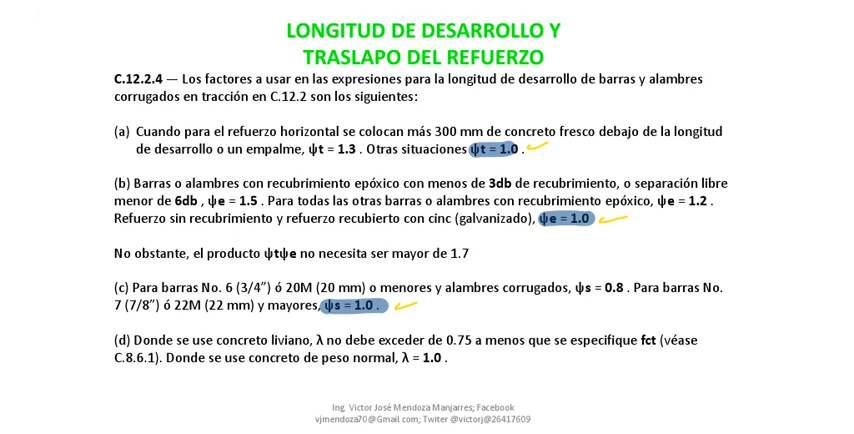 LONGITUD DE DESARROLLO Y
TRASLAPO DEL REFUERZO
C.12.2.4 — Los factores a usar en las expresiones para la longitud de desarrollo de barras y alambres
corrugados en tracción en C.12.2 son los siguientes:
(a) Cuando para el refuerzo horizontal se colocan más 300 mm de concreto fresco debajo de la longitud
de desarrollo o un empalme, ψt = 1.3 . Otras situaciones ψt = 1.0 .
(b) Barras o alambres con recubrimiento epóxico con menos de 3db de recubrimiento, o separación libre
menor de 6db , ψe = 1.5 . Para todas las otras barras o alambres con recubrimiento epóxico, ψe = 1.2 .
Refuerzo sin recubrimiento y refuerzo recubierto con cinc (galvanizado), ψe = 1.0
No obstante, el producto ψtψe no necesita ser mayor de 1.7
(c) Para barras No. 6 (3/4”) ó 20M (20 mm) o menores y alambres corrugados, ψs = 0.8 . Para barras No.
7 (7/8”) ó 22M (22 mm) y mayores, ψs = 1.0 .
(d) Donde se use concreto liviano, λ no debe exceder de 0.75 a menos que se especifique fct (véase
C.8.6.1). Donde se use concreto de peso normal, λ = 1.0 .
Ing. Victor José Mendoza Manjarres; Facebook
vjmendoza70@Gmail com; Twiter @victorj@26417609